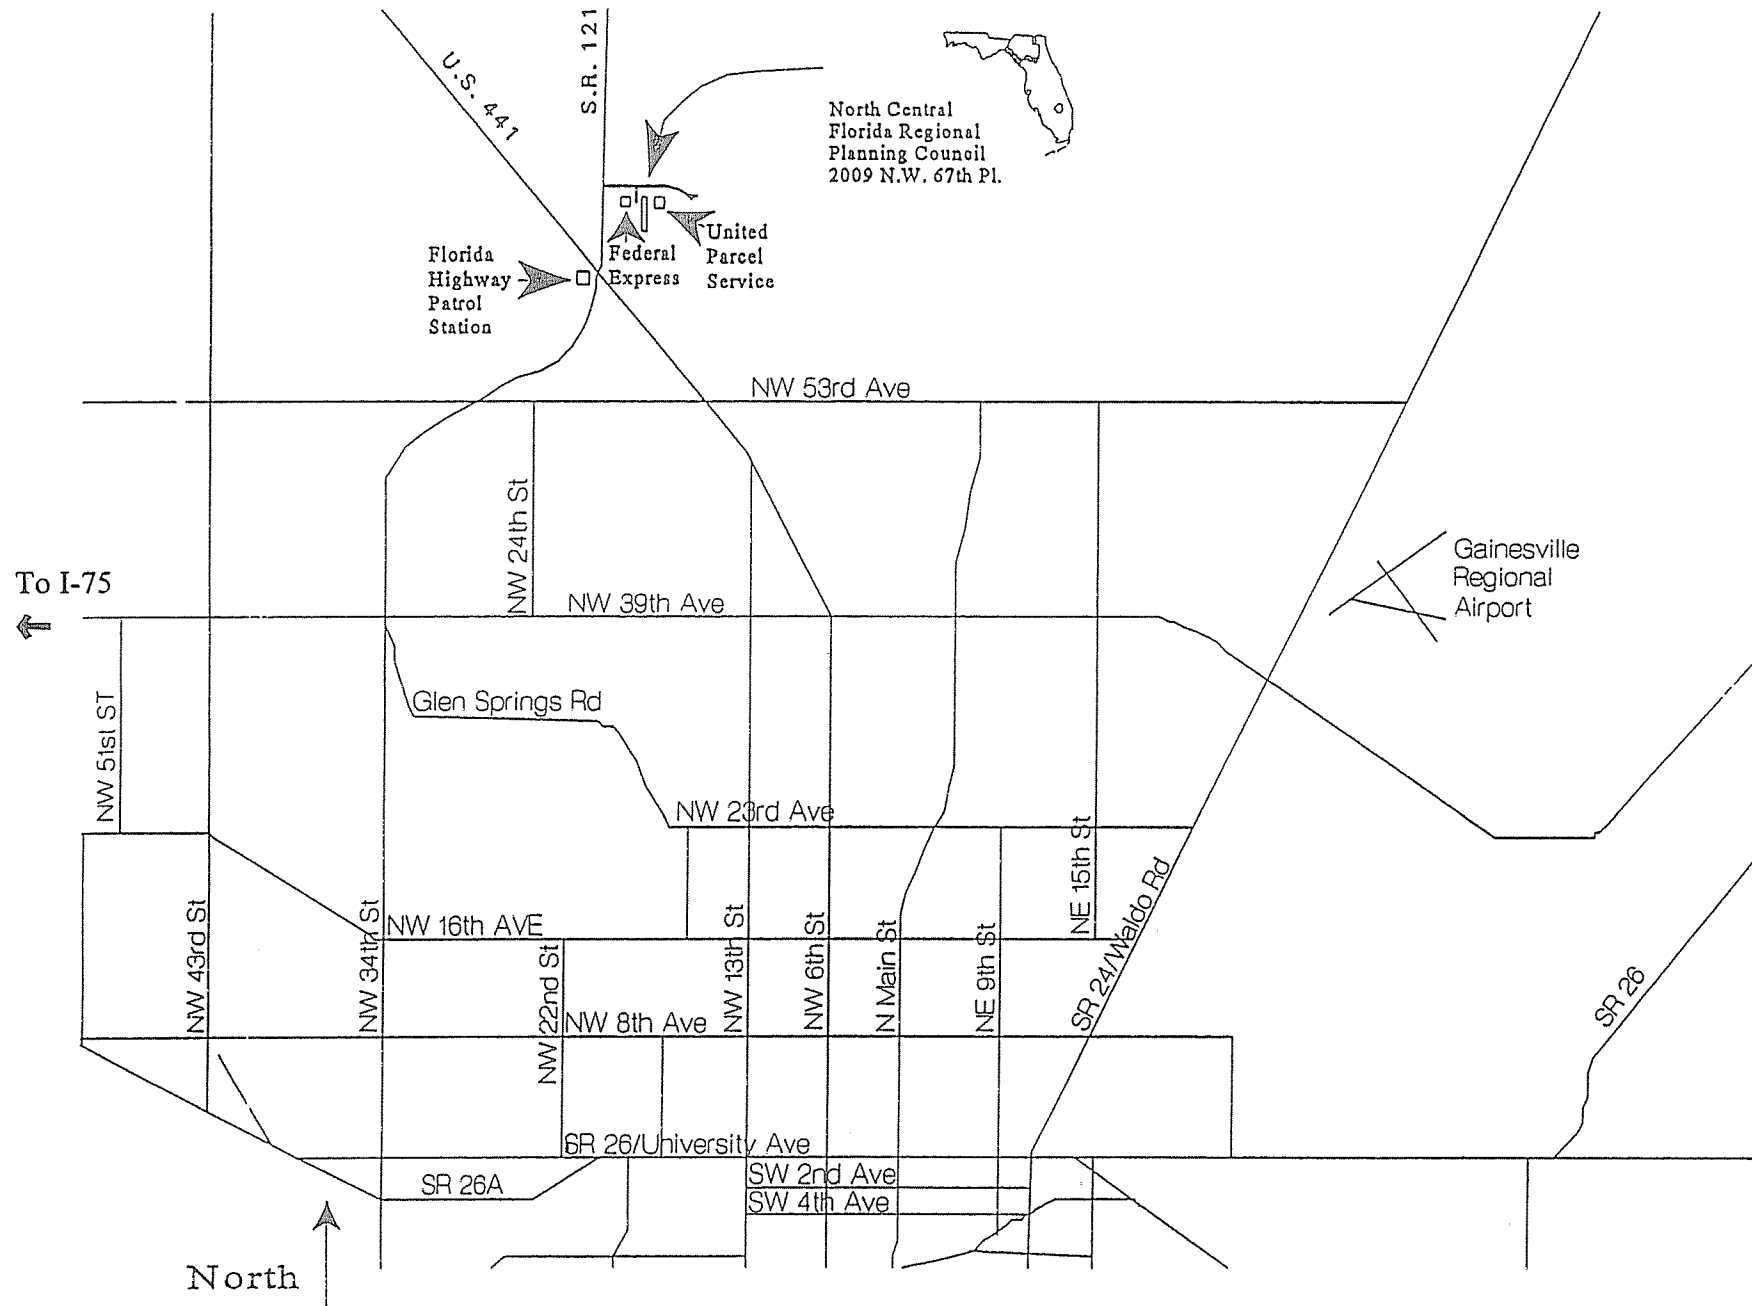 U.S. 441
S.R. 121
North Central
Florida Regional
Planning Council
2009 N.W. 67th Pl.
United
Parcel
Service
Federal
Express
Florida
Highway
Patrol
Station
NW 53rd Ave
NW 24th St
Gainesville
Regional
Airport
To I-75
NW 39th Ave
Glen Springs Rd
NW 51st ST
NW 23rd Ave
NE 15th St
SR 24/Waldo Rd
NW 43rd St
NW 34th St
NW 16th AVE
NW 22nd St
NW 13th St
NW 6th St
N Main St
NE 9th St
SR 26
NW 8th Ave
SR 26/University Ave
SW 2nd Ave
SR 26A
SW 4th Ave
North